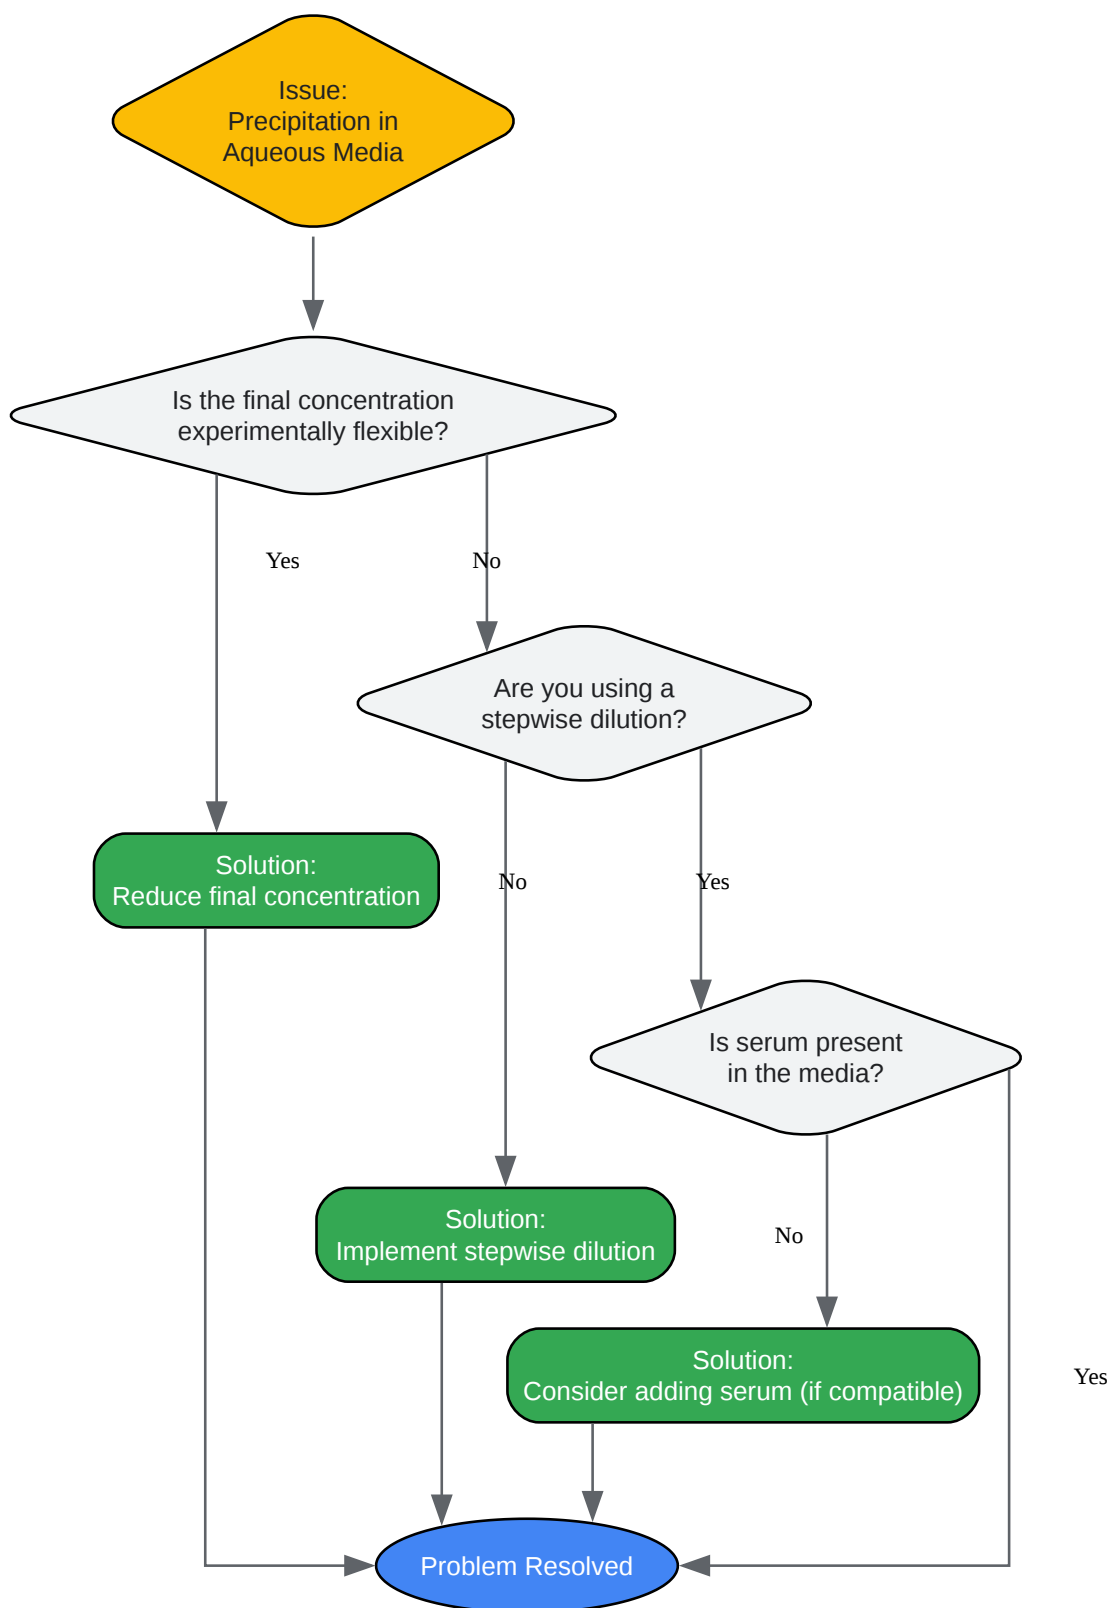 Issue:
Precipitation in
Aqueous Media
Is the final concentration
experimentally flexible?
Yes
No
Are you using a
stepwise dilution?
Solution:
Reduce final concentration
No
Yes
Is serum present
in the media?
Solution:
Implement stepwise dilution
No
Solution:
Consider adding serum (if compatible)
Yes
Problem Resolved